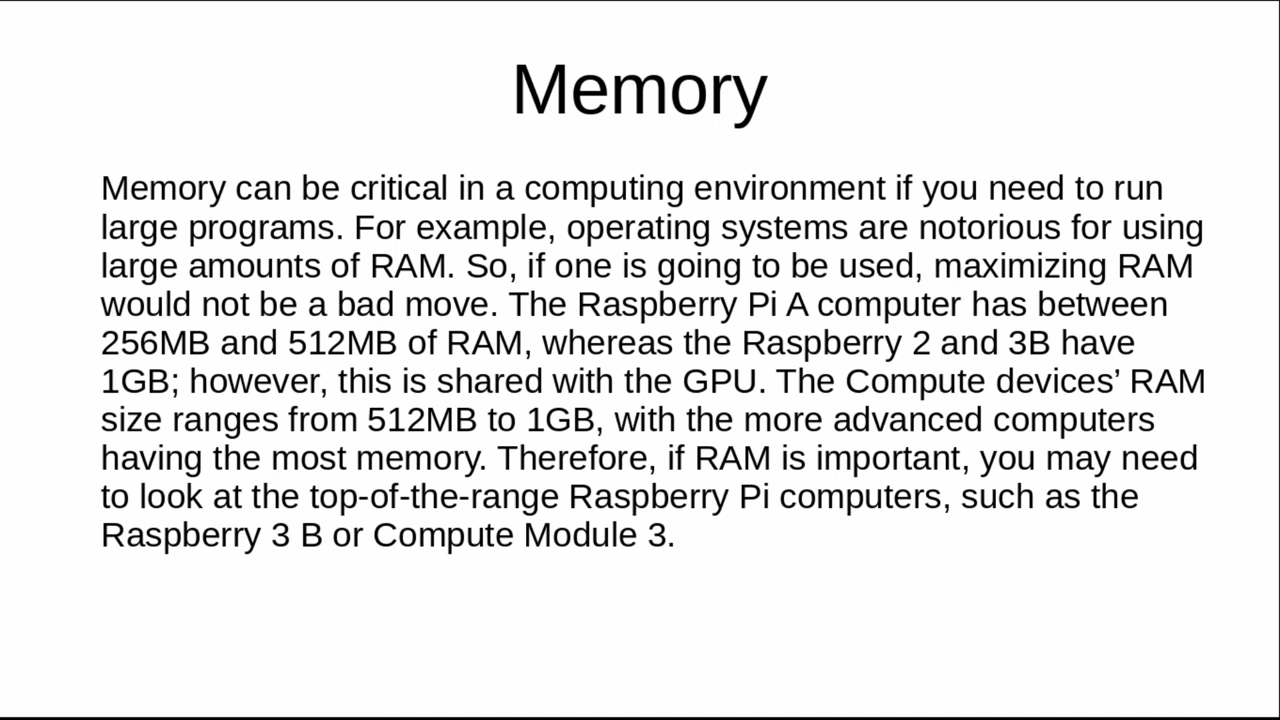 Memory
Memory can be critical in a computing environment if you need to run
large programs. For example, operating systems are notorious for using
large amounts of RAM. So, if one is going to be used, maximizing RAM
would not be a bad move. The Raspberry Pi A computer has between
256MB and 512MB of RAM, whereas the Raspberry 2 and 3B have
1GB; however, this is shared with the GPU. The Compute devices’ RAM
size ranges from 512MB to 1GB, with the more advanced computers
having the most memory. Therefore, if RAM is important, you may need
to look at the top-of-the-range Raspberry Pi computers, such as the
Raspberry 3 B or Compute Module 3.